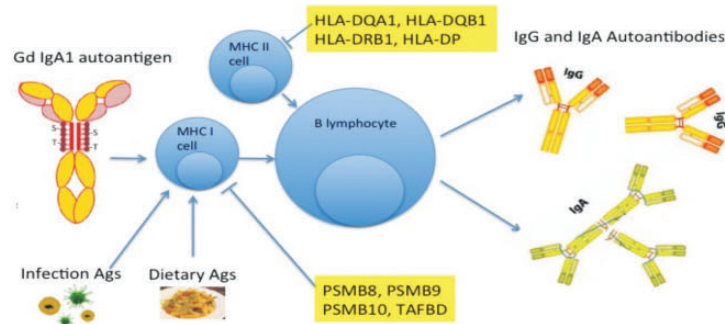 HLA-DQA1, HLA-DQB1
HLA-DRB1, HLA-DP
IgG and IgA Autoantibodies
Gd IgA1 autoantigen
MHC II
cell
IgG
IgG
S
S
T
T
MHC I
cell
B lymphocyte
IgA
Infection Ags
Dietary Ags
PSMB8, PSMB9
PSMB10, TAFBD